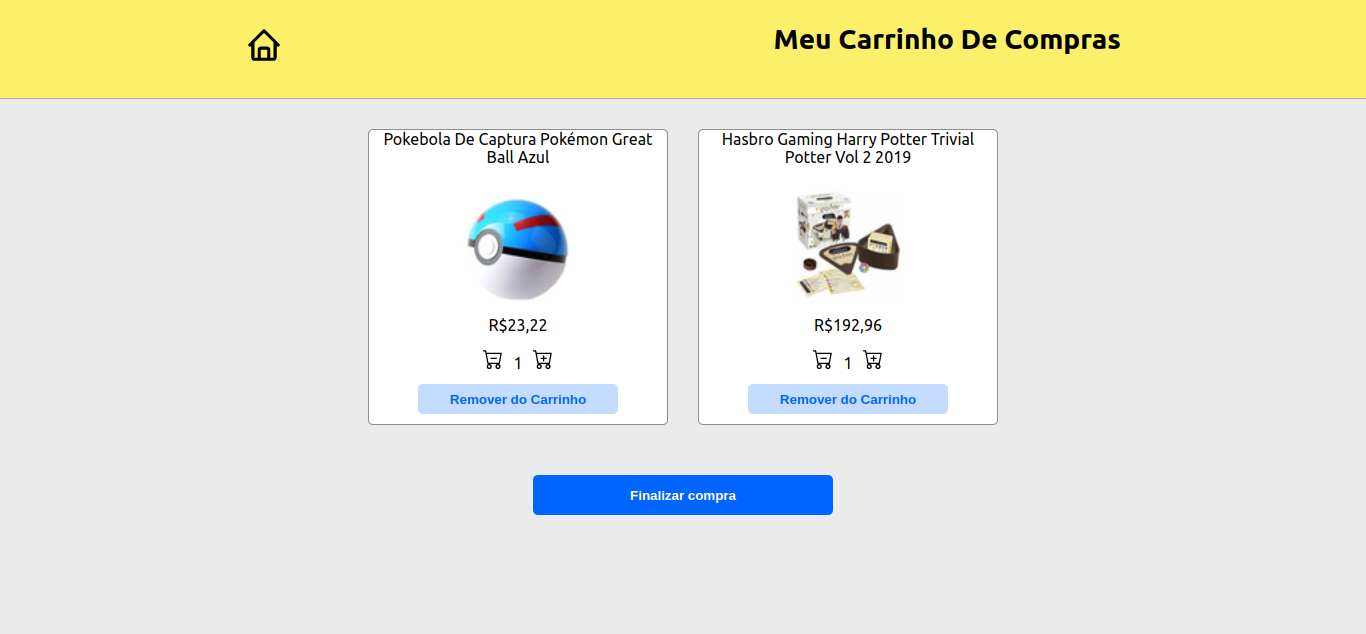 Meu Carrinho De Compras
Pokebola De Captura Pokémon Great
Ball Azul
R$23,22
1
Remover do Carrinho
Hasbro Gaming Harry Potter Trivial
Potter Vol 2 2019
R$192,96
1
Remover do Carrinho
Finalizar compra